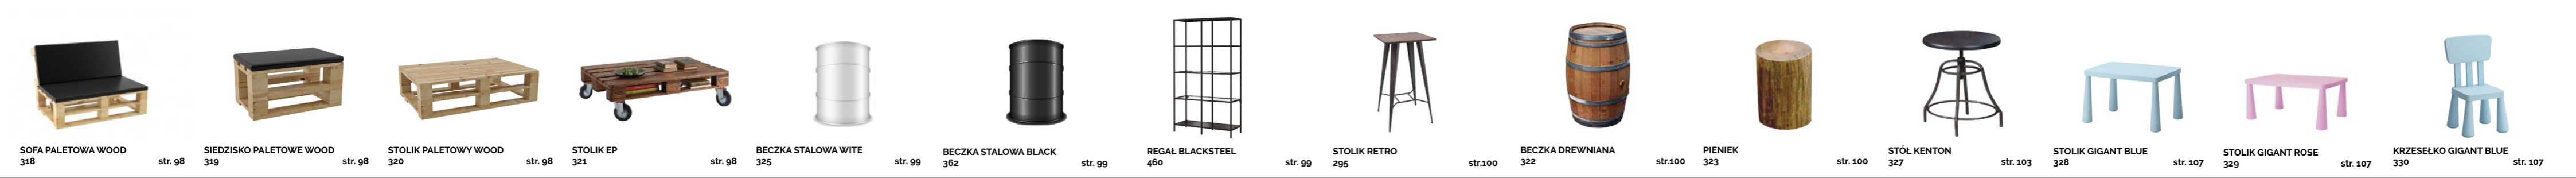 SOFA PALETOWA WOOD
318 str. 98
SIEDZISKO PALETOWE WOOD
319 str. 98
STOLIK PALETOWY WOOD
320 str. 98
STOLIK EP
321 str. 98
BECZKA STALOWA WITE
325 str. 99
BECZKA STALOWA BLACK
362 str. 99
REGAŁ BLACKSTEEL
460 str. 99
STOLIK RETRO
295 str.100
BECZKA DREWNIANA
322 str.100
PIENIEK
323 str. 100
STÓŁ KENTON
327 str. 103
STOLIK GIGANT BLUE
328 str. 107
STOLIK GIGANT ROSE
329 str. 107
KRZESEŁKO GIGANT BLUE
330 str. 107